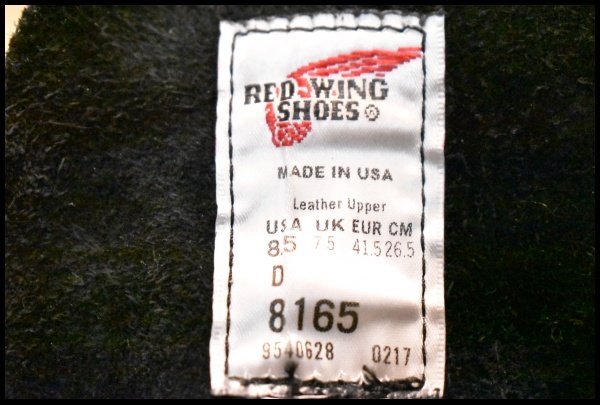 RED WING
SHOES ®
MADE IN USA
Leather Upper
USA UK EUR CM
8.5 7.5 41.5 26.5
D
8165
9540628 0217